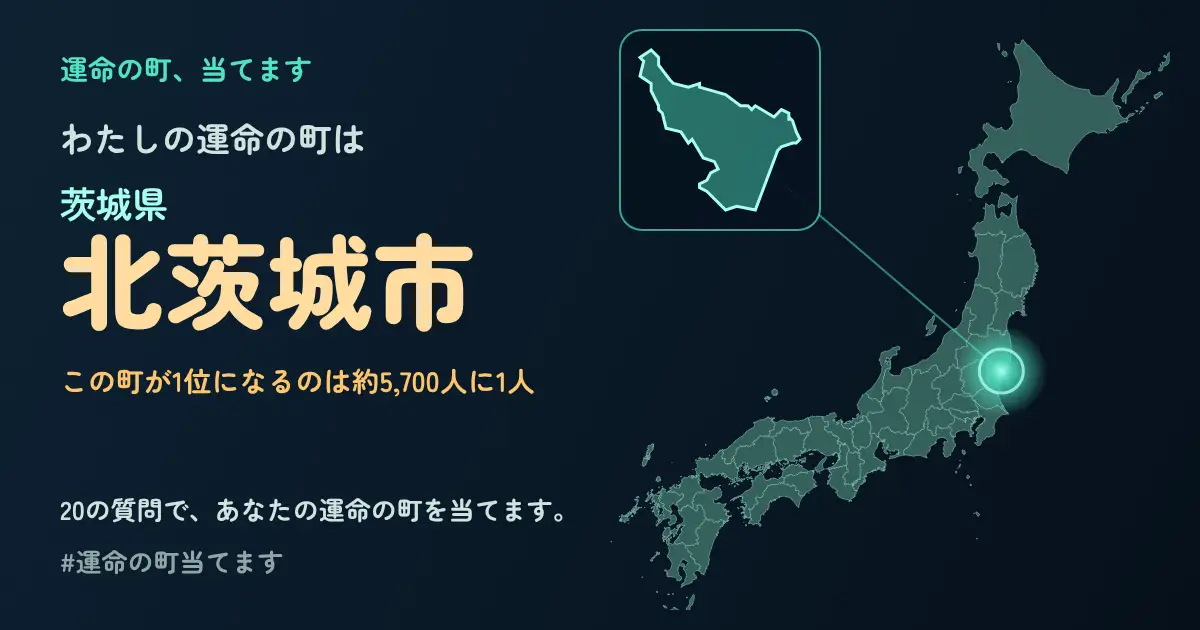 運命の町、当てます
わたしの運命の町は
茨城県
北茨城市
この町が1位になるのは約5,700人に1人
20の質問で、あなたの運命の町を当てます。
#運命の町当てます